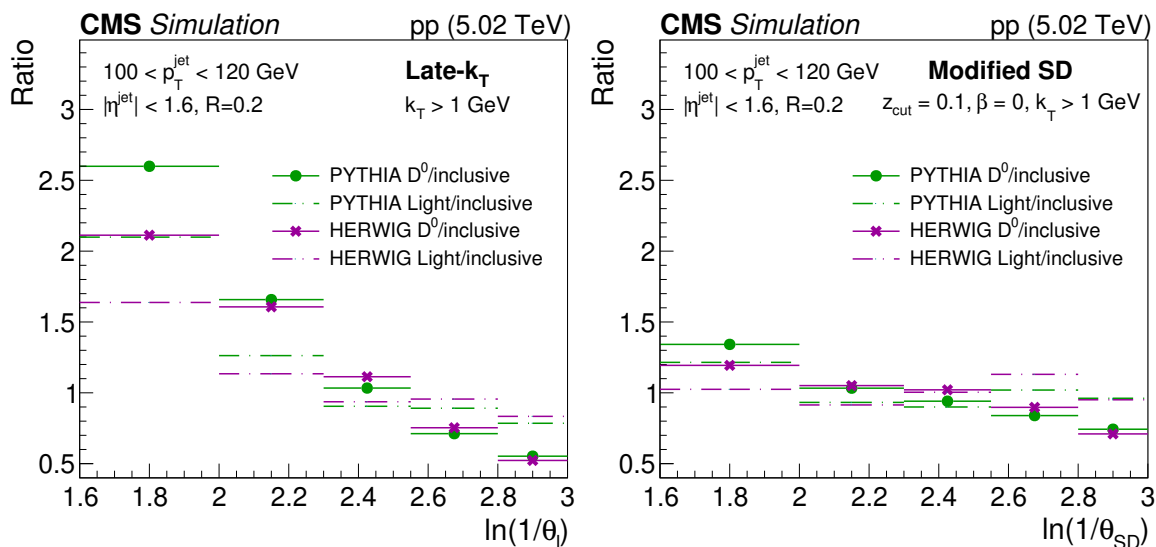 CMS Simulation pp (5.02 TeV)
100 < p_T^jet < 120 GeV Late-k_T
|η^jet| < 1.6, R=0.2 k_T > 1 GeV
PYTHIA D⁰/inclusive
PYTHIA Light/inclusive
HERWIG D⁰/inclusive
HERWIG Light/inclusive
Ratio
3
2.5
2
1.5
1
0.5
1.6 1.8 2 2.2 2.4 2.6 2.8 3
ln(1/θ_l)
CMS Simulation pp (5.02 TeV)
100 < p_T^jet < 120 GeV Modified SD
|η^jet| < 1.6, R=0.2 z_cut = 0.1, β = 0, k_T > 1 GeV
PYTHIA D⁰/inclusive
PYTHIA Light/inclusive
HERWIG D⁰/inclusive
HERWIG Light/inclusive
Ratio
3
2.5
2
1.5
1
0.5
1.6 1.8 2 2.2 2.4 2.6 2.8 3
ln(1/θ_SD)